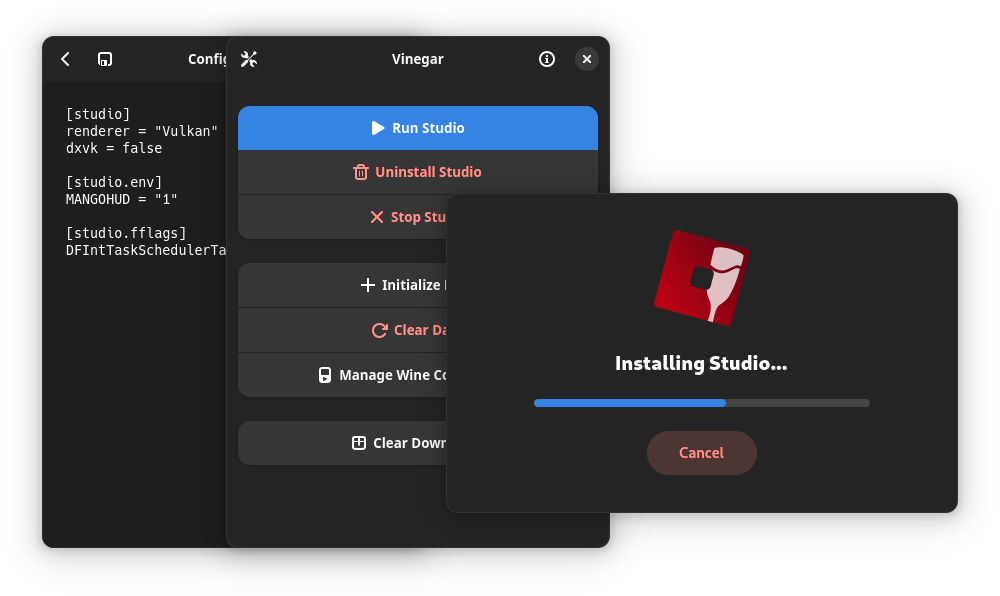 Config
[studio]
renderer = "Vulkan"
dxvk = false
[studio.env]
MANGOHUD = "1"
[studio.fflags]
DFIntTaskSchedulerTa
Vinegar
Run Studio
Uninstall Studio
Stop Stu
Initialize
Clear Da
Manage Wine Co
Clear Down
Installing Studio...
Cancel